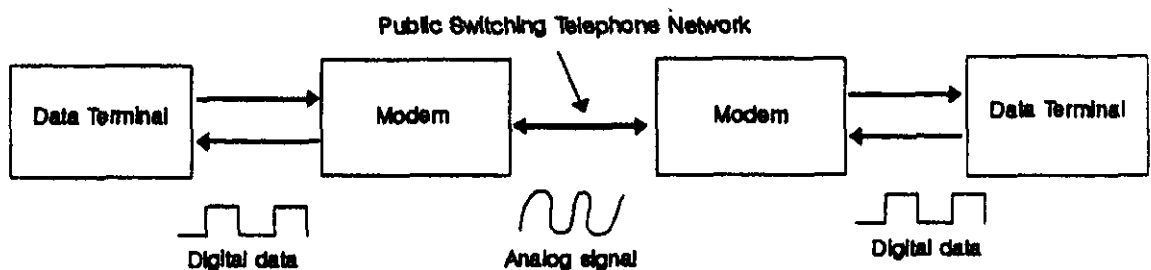 Public Switching Telephone Network
Data Terminal
Modem
Modem
Data Terminal
Digital data
Analog signal
Digital data